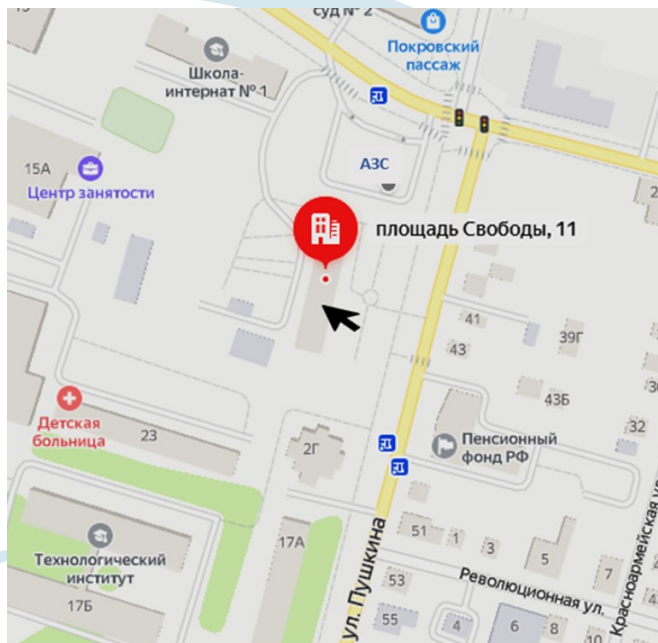 суд № 2
Покровский
пассаж
Школа-
интернат № 1
АЗС
15А
Центр занятости
площадь Свободы, 11
41
39Г
43
43Б
32
Детская
больница
23
2Г
Пенсионный
фонд РФ
17А
51
1
3
5
7
Технологический
институт
17Б
53
55
4
6
8
10
ул. Пушкина
Революционная ул.
Красноармейская ул.